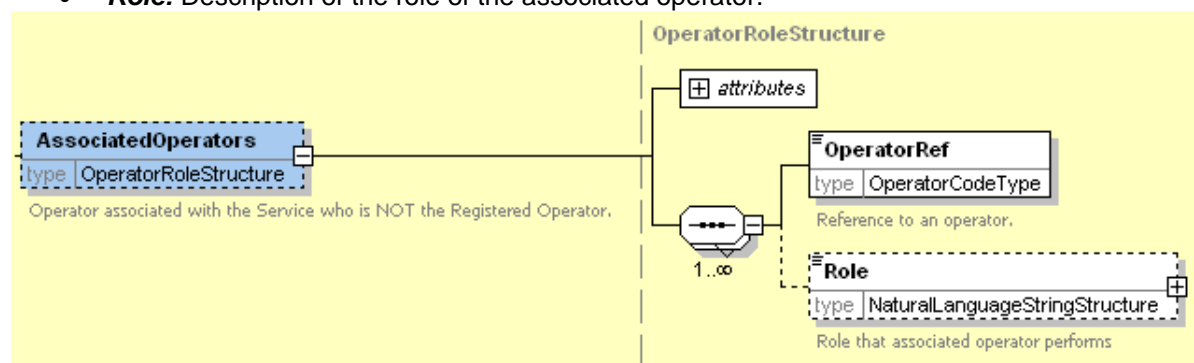 Role: Description of the role of the associated operator.
OperatorRoleStructure
attributes
AssociatedOperators
type OperatorRoleStructure
Operator associated with the Service who is NOT the Registered Operator.
OperatorRef
type OperatorCodeType
Reference to an operator.
1..∞
Role
type NaturalLanguageStringStructure
Role that associated operator performs